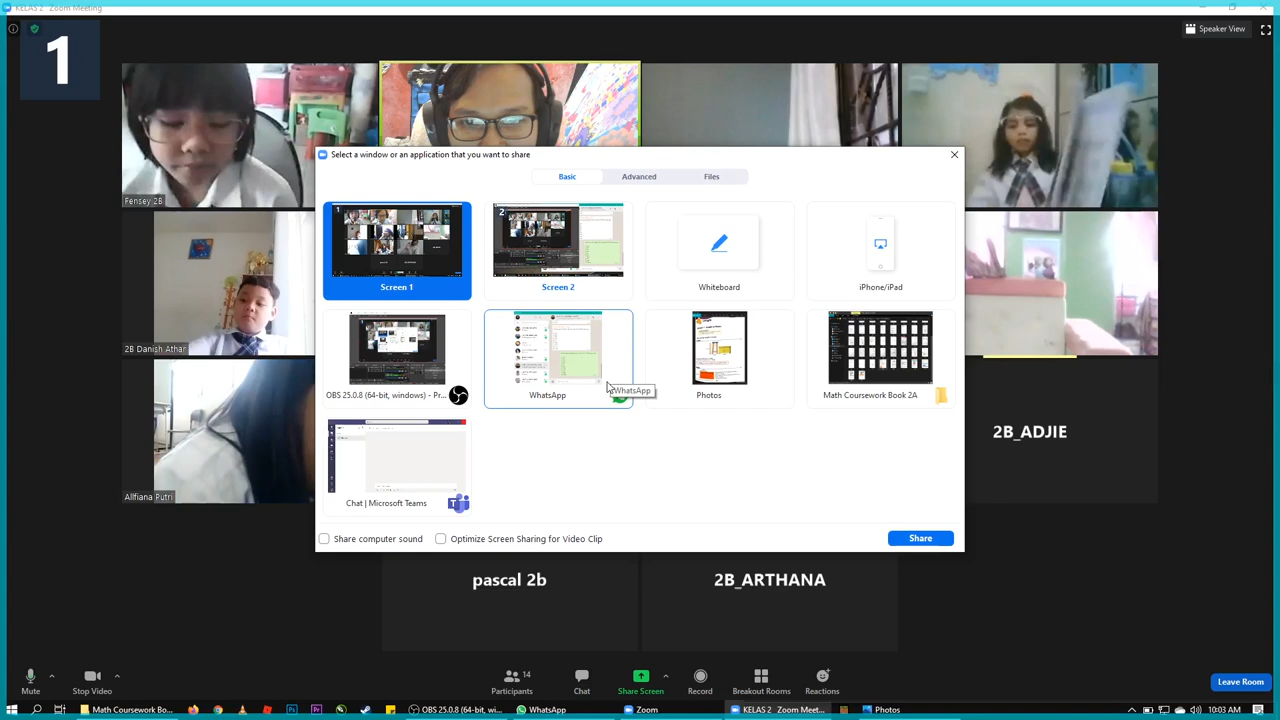 KELAS 2 Zoom Meeting
1
Speaker View
Select a window or an application that you want to share
Basic
Advanced
Files
Fensey 2B
1
2
Screen 1
Screen 2
Whiteboard
iPhone/iPad
2B Danish Athar
OBS 25.0.8 (64-bit, windows) - Pr...
WhatsApp
WhatsApp
Photos
Math Coursework Book 2A
2B_ADJIE
Allfiana Putri
Chat | Microsoft Teams
Share computer sound
Optimize Screen Sharing for Video Clip
Share
pascal 2b
2B_ARTHANA
Mute
Stop Video
Participants
14
Chat
Share Screen
Record
Breakout Rooms
Reactions
Leave Room
Math Coursework Bo...
OBS 25.0.8 (64-bit, wi...
WhatsApp
Zoom
KELAS 2 Zoom Meet...
Photos
10:03 AM